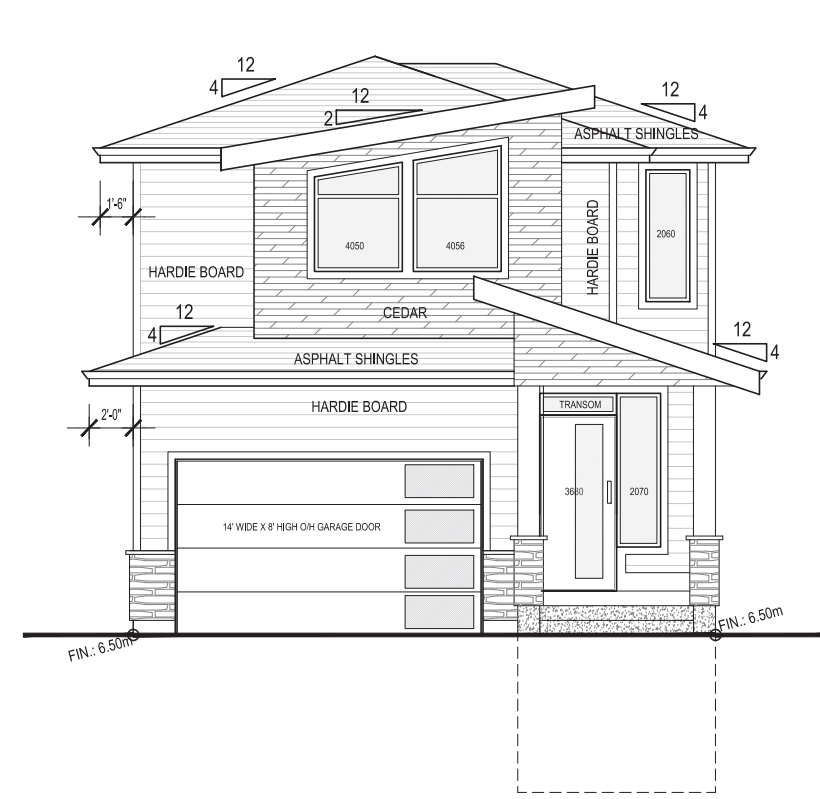 12
4
12
2
12
4
ASPHALT SHINGLES
1'-6"
2060
4050
4056
HARDIE BOARD
HARDIE BOARD
12
4
CEDAR
12
4
ASPHALT SHINGLES
2'-0"
HARDIE BOARD
TRANSOM
3680
2070
14' WIDE X 8' HIGH O/H GARAGE DOOR
FIN.: 6.50m
FIN.: 6.50m